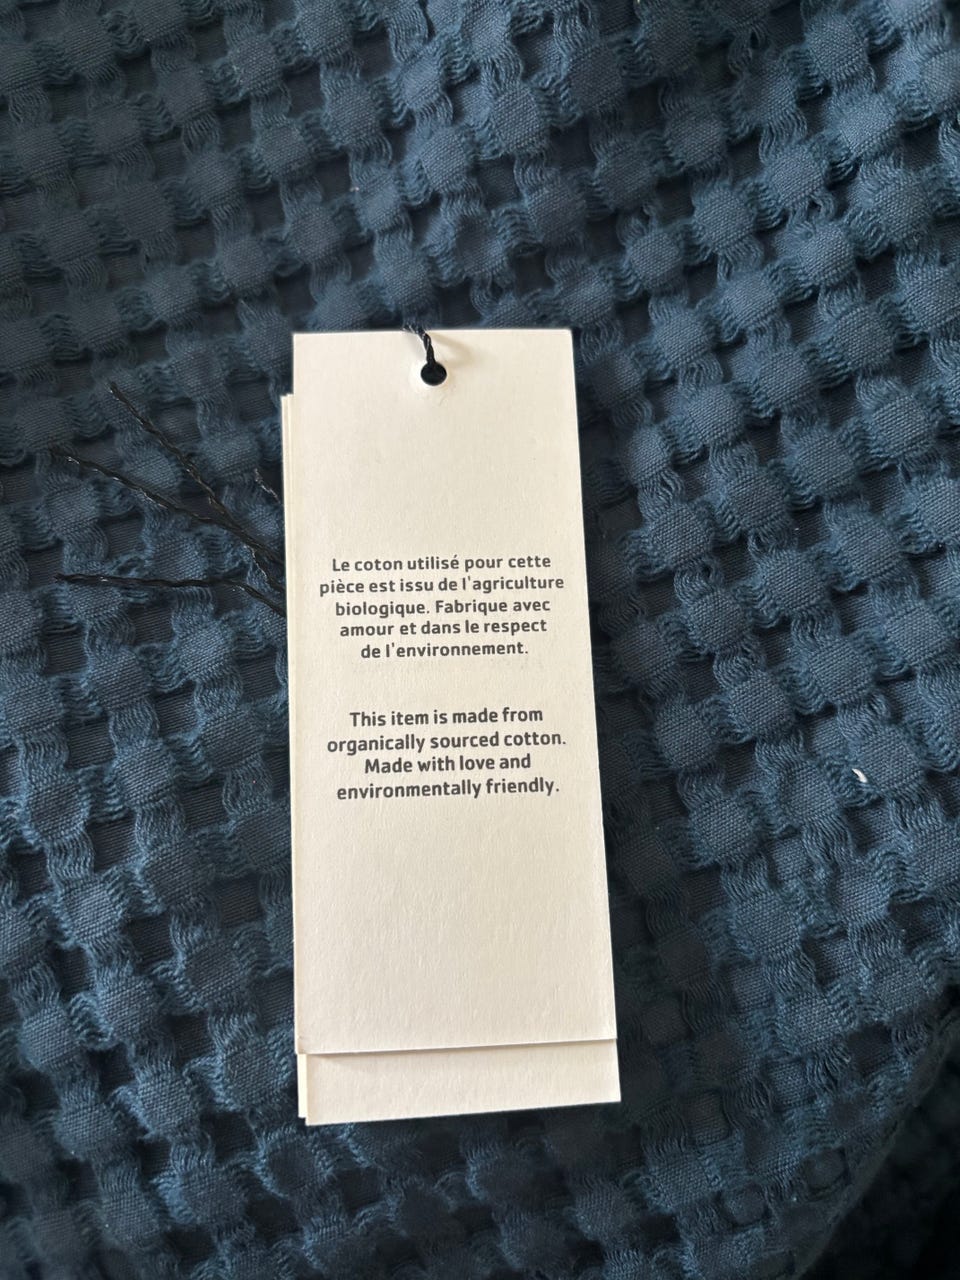 Le coton utilisé pour cette
pièce est issu de l'agriculture
biologique. Fabrique avec
amour et dans le respect
de l'environnement.
This item is made from
organically sourced cotton.
Made with love and
environmentally friendly.